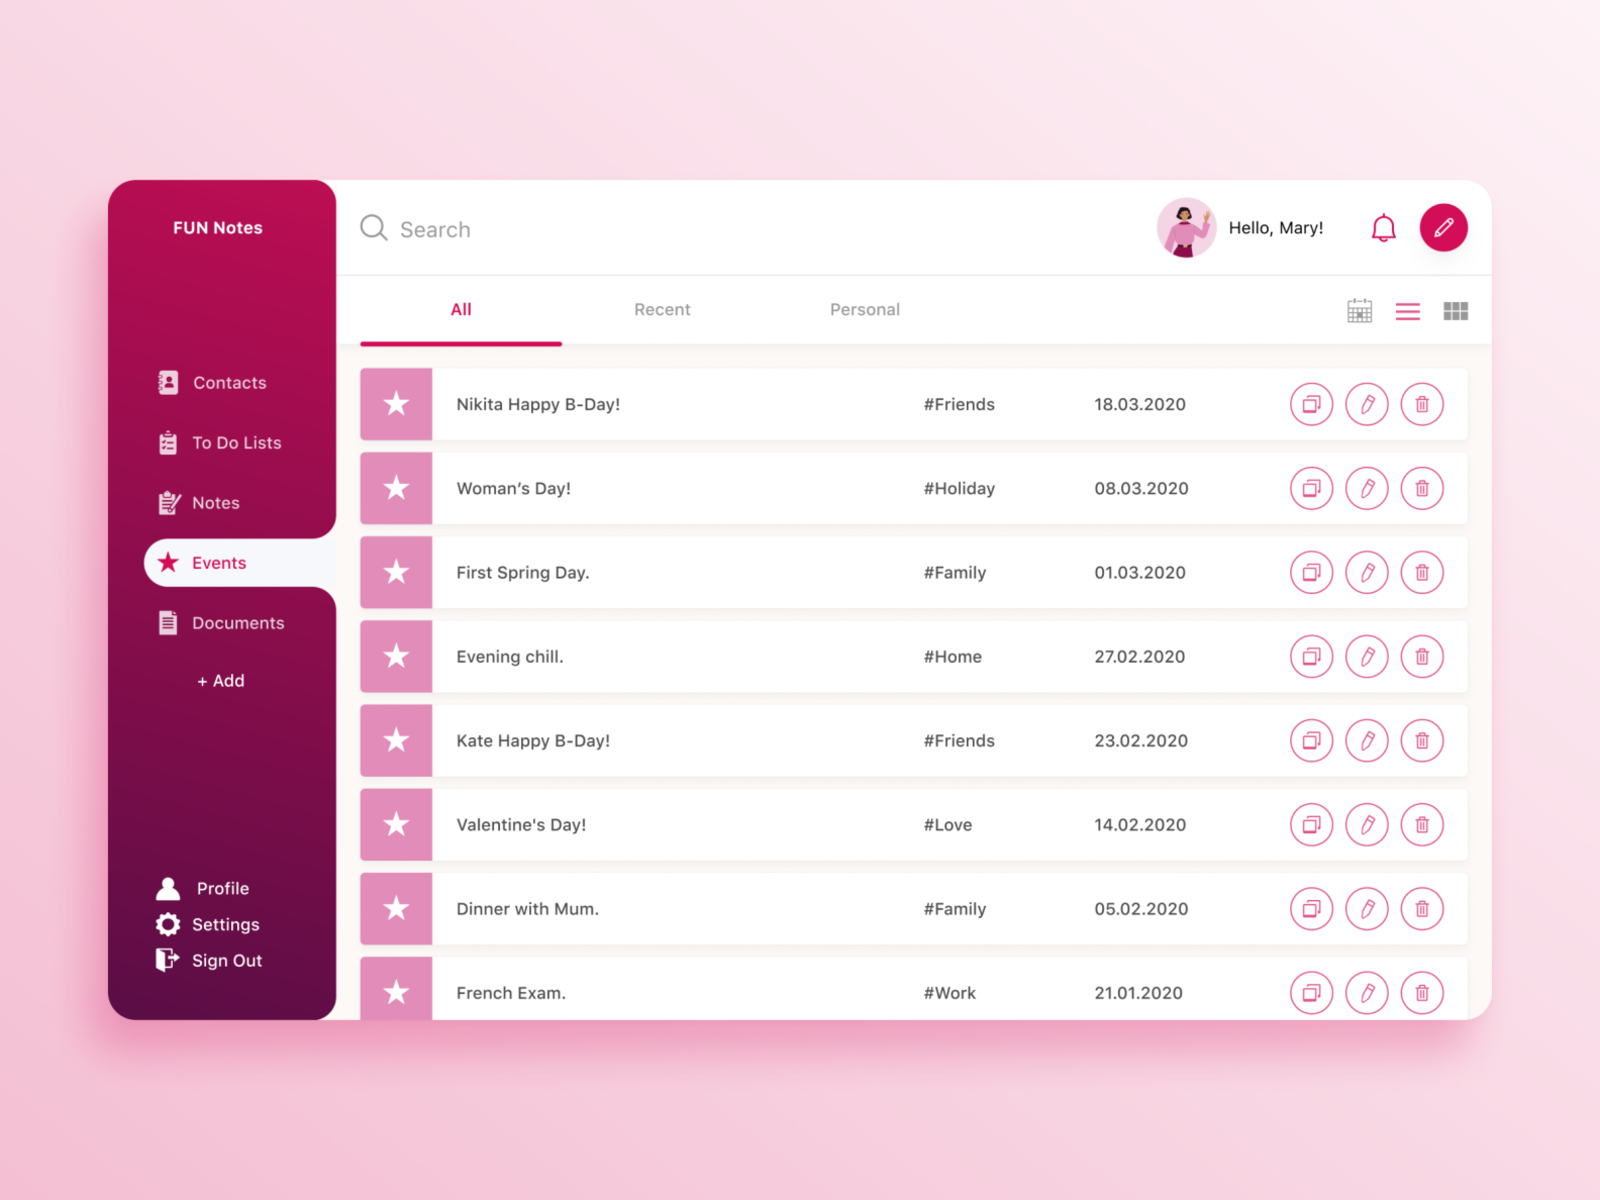 FUN Notes
Search
Hello, Mary!
All
Recent
Personal
Contacts
To Do Lists
Notes
Events
Documents
+ Add
Profile
Settings
Sign Out
Nikita Happy B-Day! #Friends 18.03.2020
Woman’s Day! #Holiday 08.03.2020
First Spring Day. #Family 01.03.2020
Evening chill. #Home 27.02.2020
Kate Happy B-Day! #Friends 23.02.2020
Valentine's Day! #Love 14.02.2020
Dinner with Mum. #Family 05.02.2020
French Exam. #Work 21.01.2020